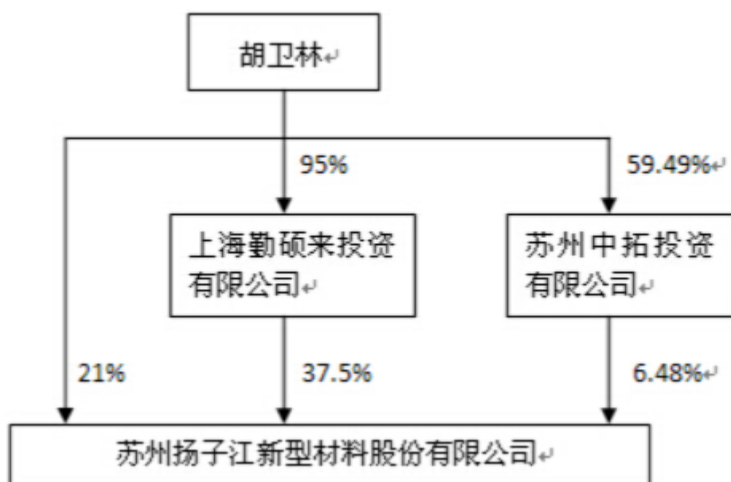 胡卫林
95%
59.49%
上海勤硕来投资
有限公司
苏州中拓投资
有限公司
21%
37.5%
6.48%
苏州扬子江新型材料股份有限公司